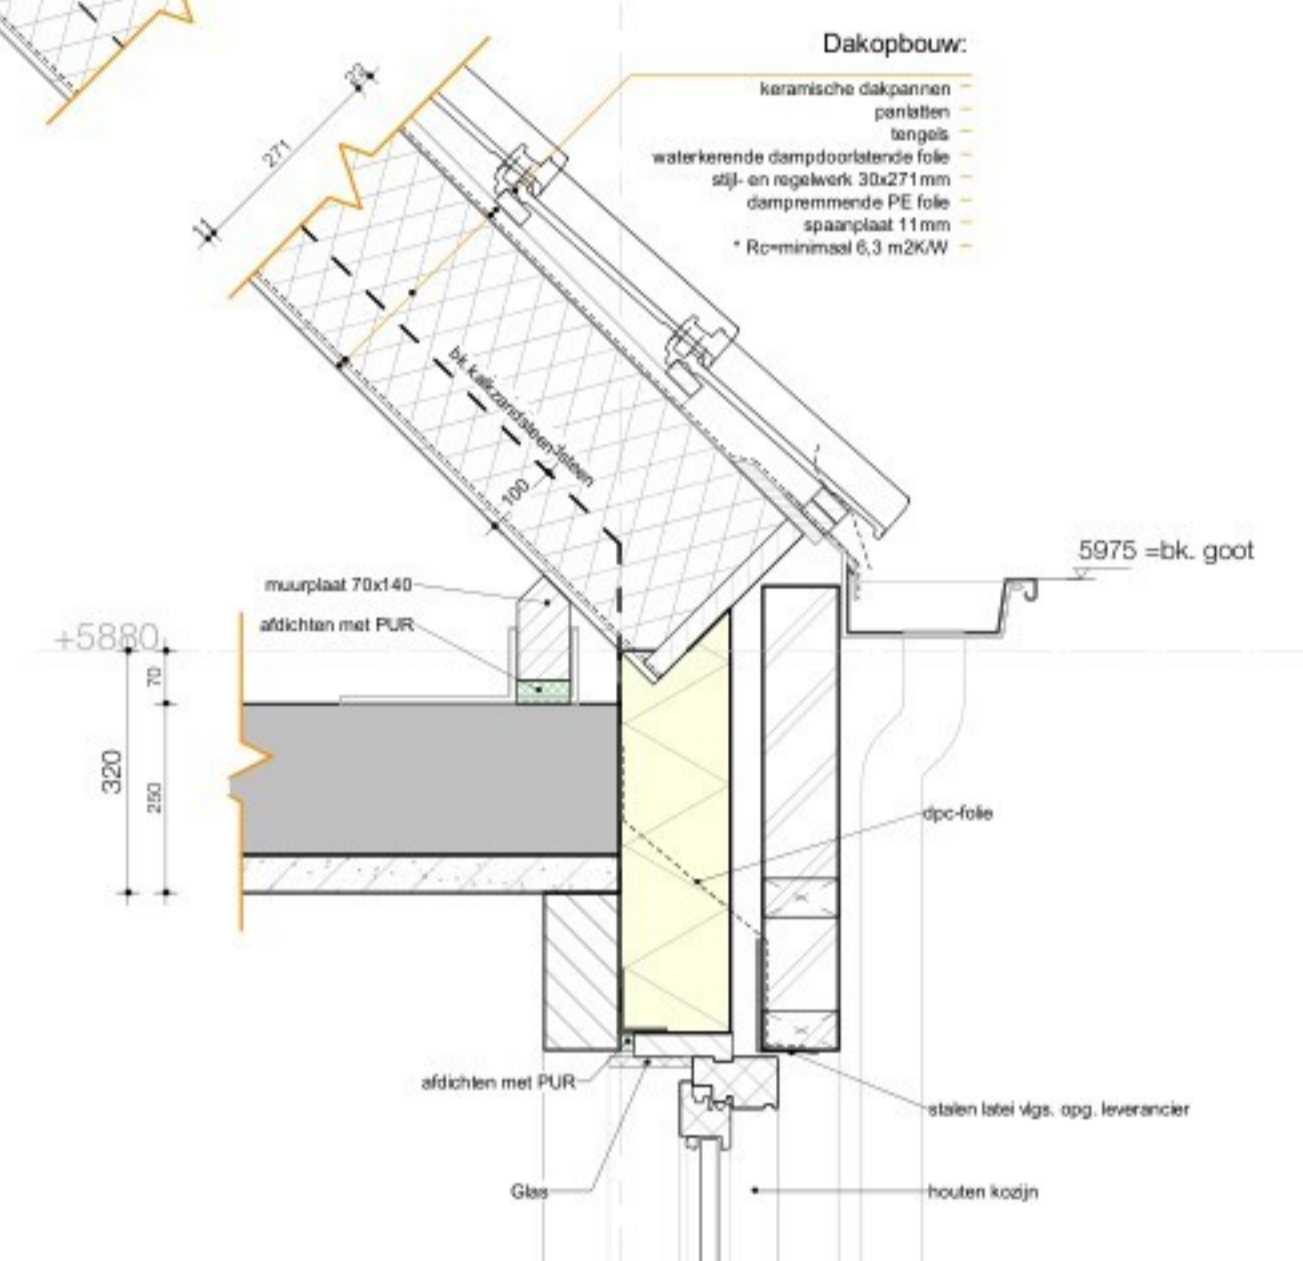 Dakopbouw:
keramische dakpannen
panlatten
tengels
waterkerende dampdoorlatende folie
stijl- en regelwerk 30x271mm
dampremmende PE folie
spaanplaat 11mm
* Rc=minimaal 6,3 m2K/W
271
11
bk kalkzandsteen
100
5975 =bk. goot
muurplaat 70x140
afdichten met PUR
+5880
70
320
250
dpc-folie
afdichten met PUR
stalen latei vlgs. opg. leverancier
Glas
houten kozijn